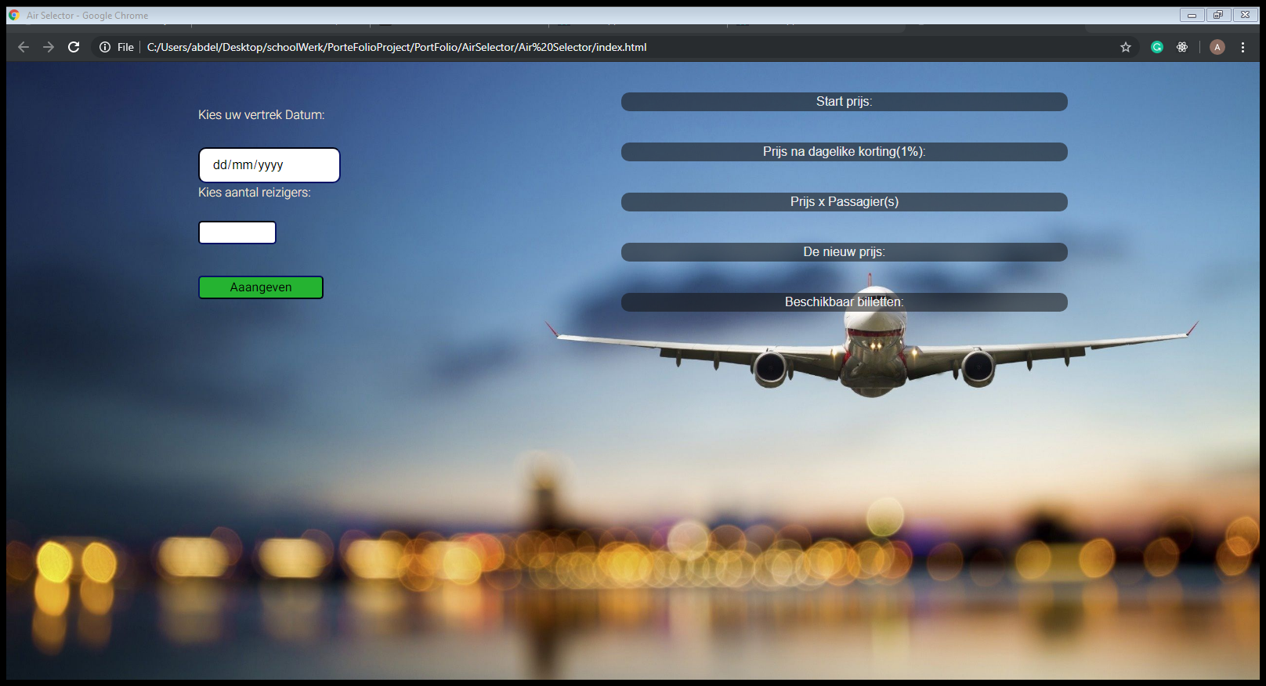 Air Selector - Google Chrome
File
C:/Users/abdel/Desktop/schoolWerk/PorteFolioProject/PortFolio/AirSelector/Air%20Selector/index.html
A
Kies uw vertrek Datum:
dd/mm/yyyy
Kies aantal reizigers:
Aaangeven
Start prijs:
Prijs na dagelike korting(1%):
Prijs x Passagier(s)
De nieuw prijs:
Beschikbaar billetten: